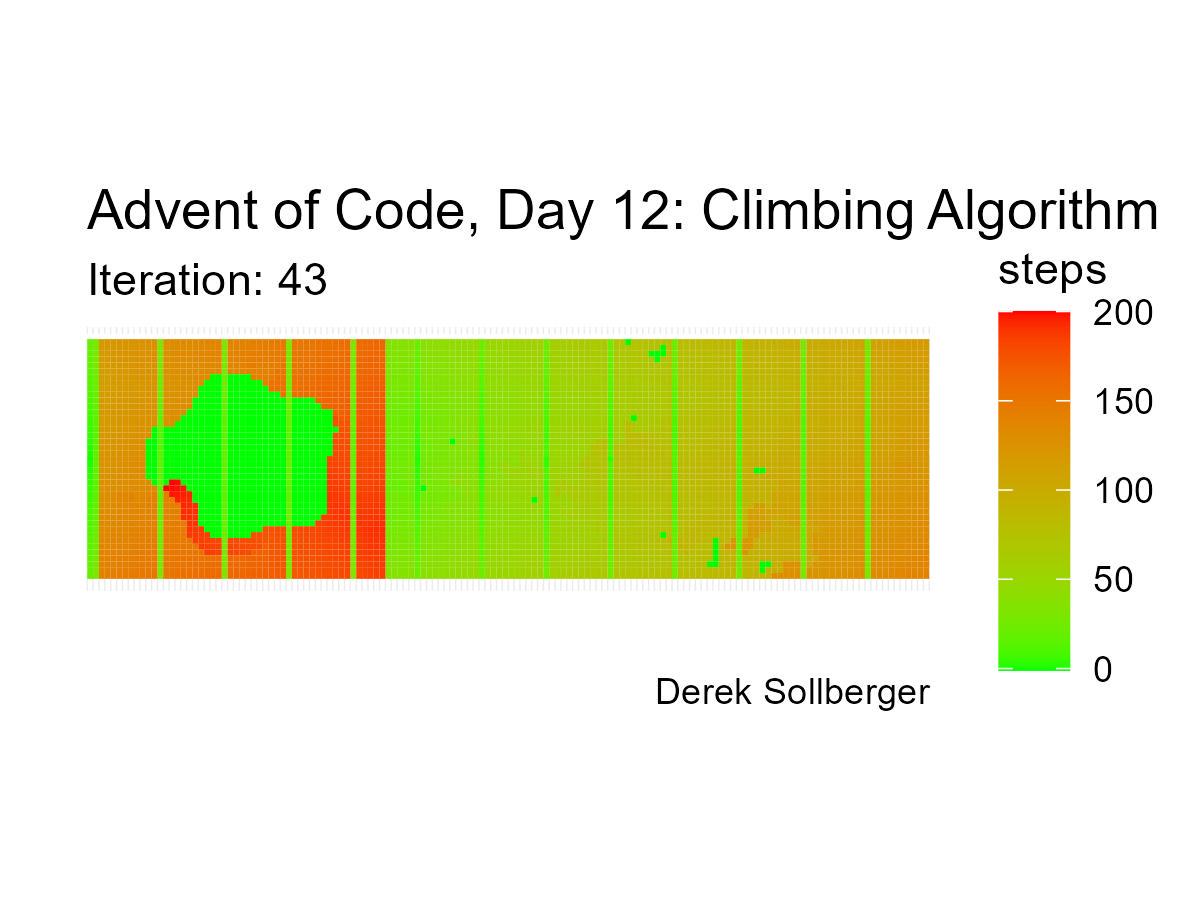 Advent of Code, Day 12: Climbing Algorithm
Iteration: 43
steps
200
150
100
50
0
Derek Sollberger